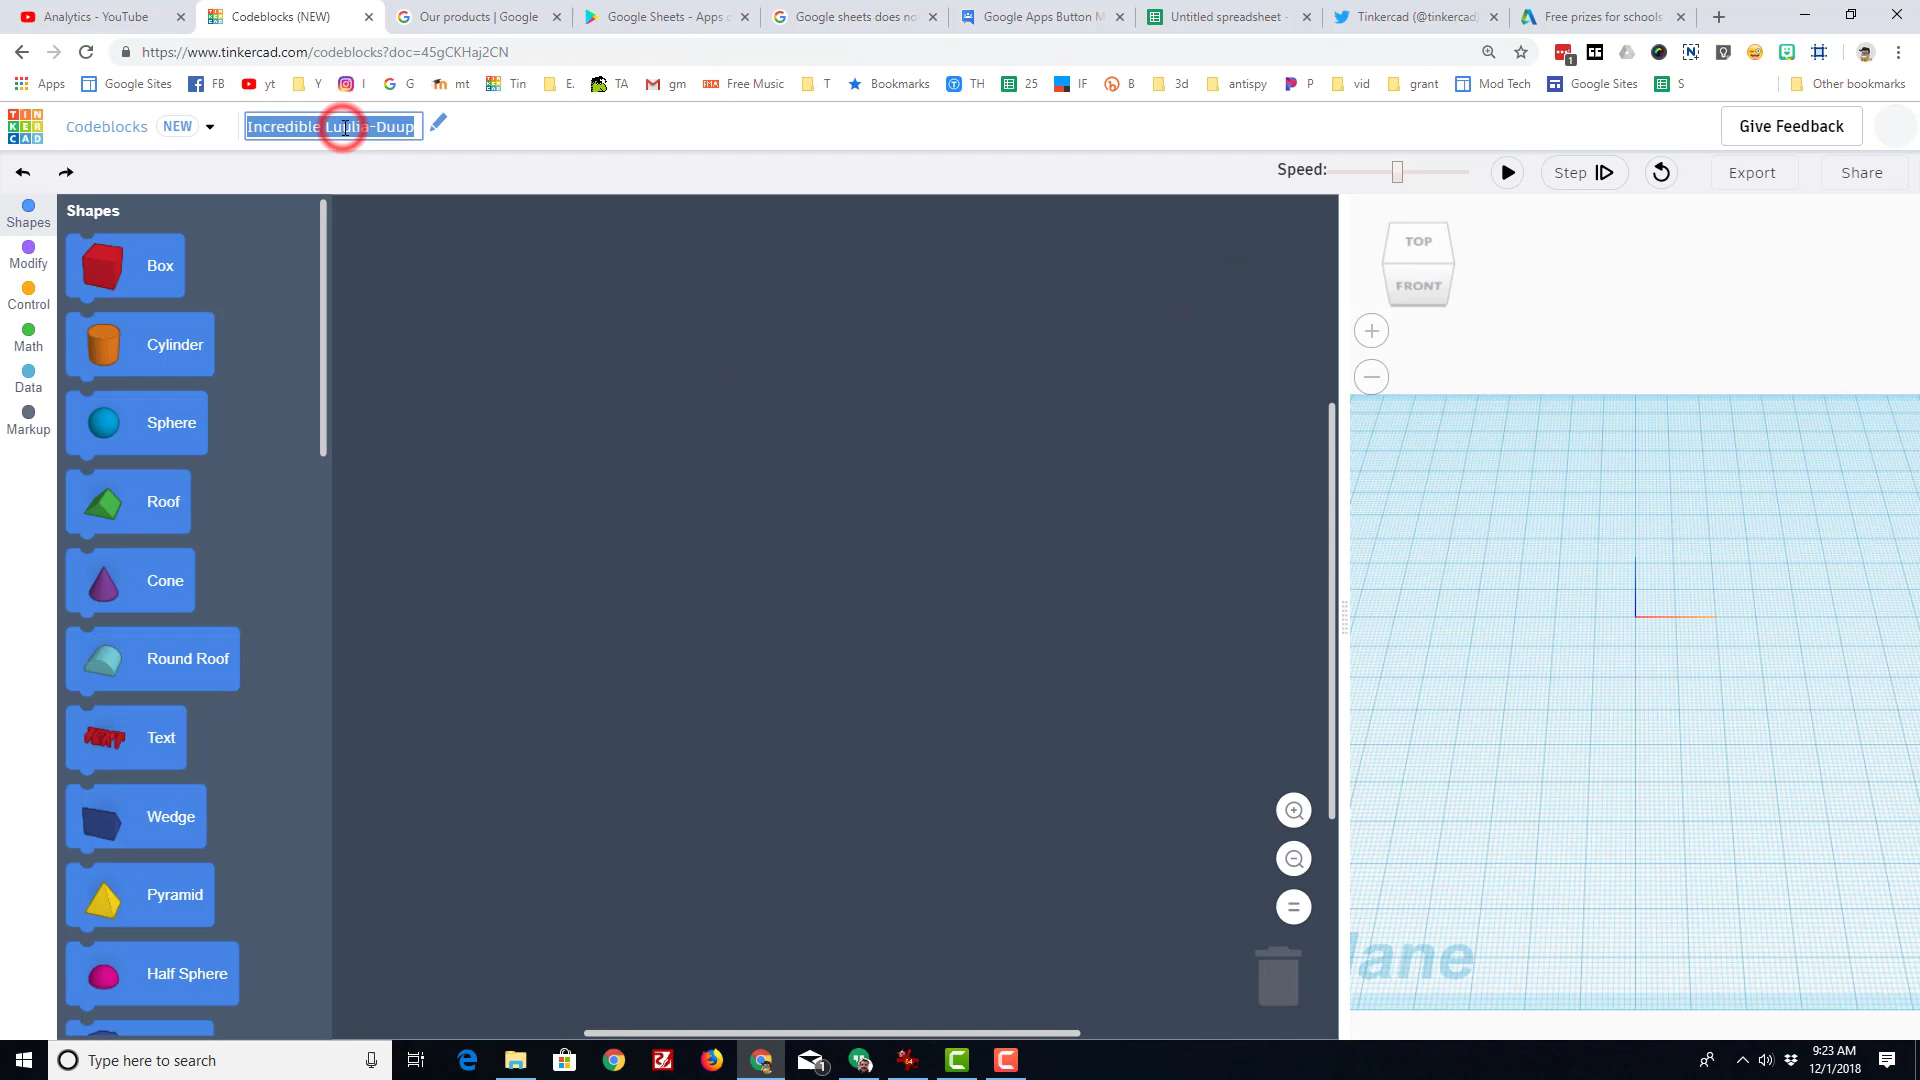 Analytics - YouTube
Codeblocks (NEW)
Our products | Google
Google Sheets - Apps
Google sheets does no
Google Apps Button M
Untitled spreadsheet -
Tinkercad (@tinkercad
Free prizes for schools
https://www.tinkercad.com/codeblocks?doc=45gCKHaj2CN
Apps Google Sites FB yt Y I G mt Tin E. TA gm Free Music T Bookmarks TH 25 IF B 3d antispy P vid grant Mod Tech Google Sites S Other bookmarks
TIN
KER
CAD
Codeblocks NEW
Incredible Luulia-Duup
Give Feedback
Speed:
Step
Export
Share
Shapes
Modify
Control
Math
Data
Markup
Shapes
Box
Cylinder
Sphere
Roof
Cone
Round Roof
Text
Wedge
Pyramid
Half Sphere
TOP
FRONT
lane
Type here to search
9:23 AM
12/1/2018